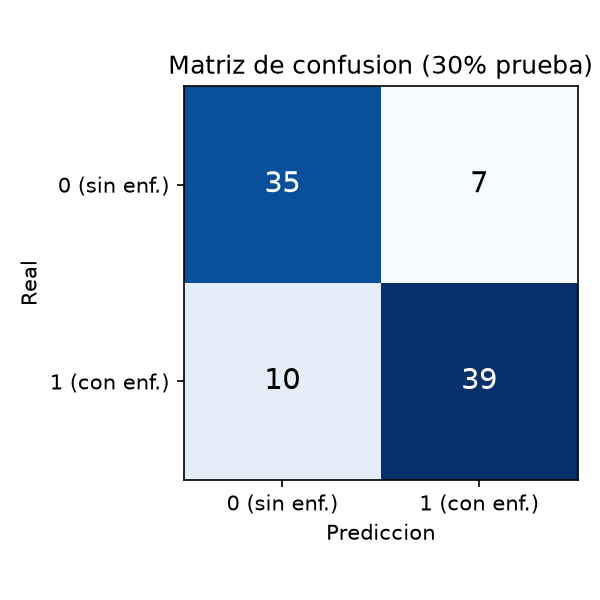 Matriz de confusion (30% prueba)
0 (sin enf.)
35
7
Real
1 (con enf.)
10
39
0 (sin enf.)
1 (con enf.)
Prediccion